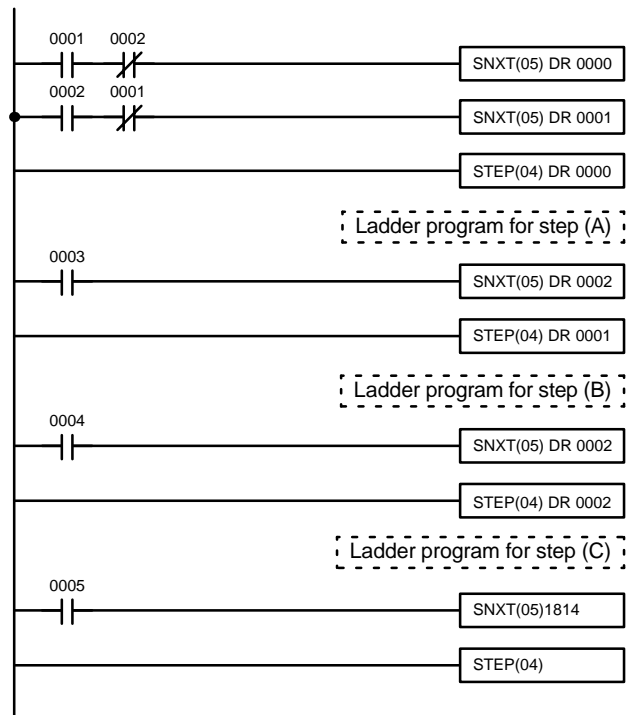 0001 0002
SNXT(05) DR 0000
0002 0001
SNXT(05) DR 0001
STEP(04) DR 0000
Ladder program for step (A)
0003
SNXT(05) DR 0002
STEP(04) DR 0001
Ladder program for step (B)
0004
SNXT(05) DR 0002
STEP(04) DR 0002
Ladder program for step (C)
0005
SNXT(05)1814
STEP(04)